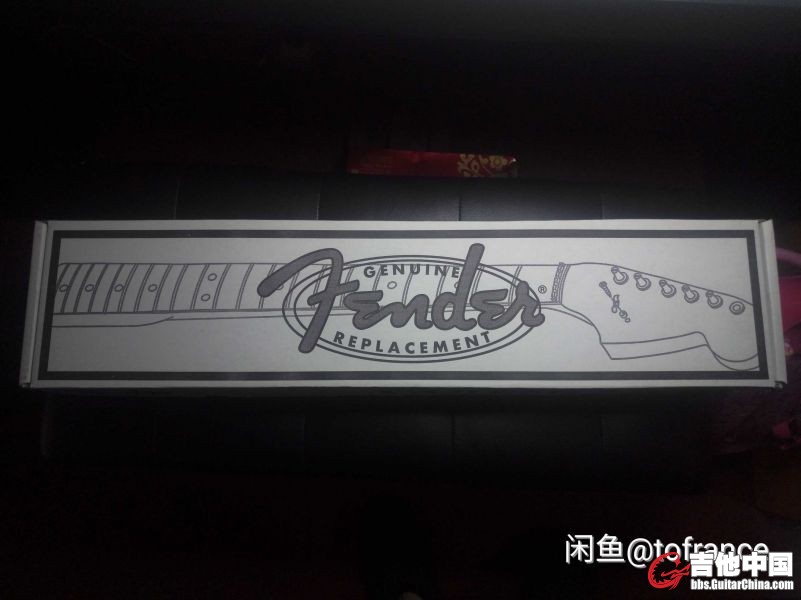 GENUINE
Fender®
REPLACEMENT
闲鱼@tofrance
吉他中国
bbs.GuitarChina.com